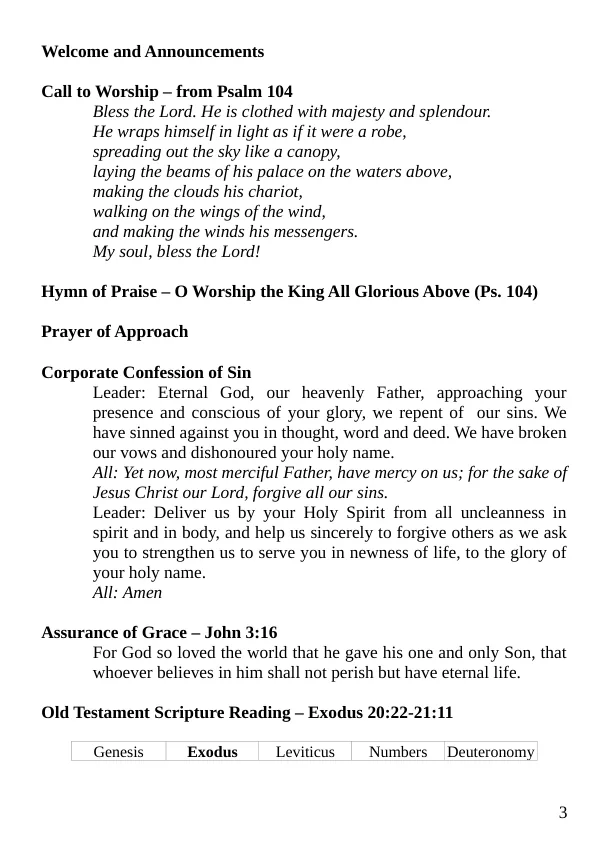 Welcome and Announcements
Call to Worship – from Psalm 104
Bless the Lord. He is clothed with majesty and splendour.
He wraps himself in light as if it were a robe,
spreading out the sky like a canopy,
laying the beams of his palace on the waters above,
making the clouds his chariot,
walking on the wings of the wind,
and making the winds his messengers.
My soul, bless the Lord!
Hymn of Praise – O Worship the King All Glorious Above (Ps. 104)
Prayer of Approach
Corporate Confession of Sin
Leader: Eternal God, our heavenly Father, approaching your
presence and conscious of your glory, we repent of  our sins. We
have sinned against you in thought, word and deed. We have broken
our vows and dishonoured your holy name.
All: Yet now, most merciful Father, have mercy on us; for the sake of
Jesus Christ our Lord, forgive all our sins.
Leader: Deliver us by your Holy Spirit from all uncleanness in
spirit and in body, and help us sincerely to forgive others as we ask
you to strengthen us to serve you in newness of life, to the glory of
your holy name.
All: Amen
Assurance of Grace – John 3:16
For God so loved the world that he gave his one and only Son, that
whoever believes in him shall not perish but have eternal life.
Old Testament Scripture Reading – Exodus 20:22-21:11
Genesis Exodus Leviticus Numbers Deuteronomy
3